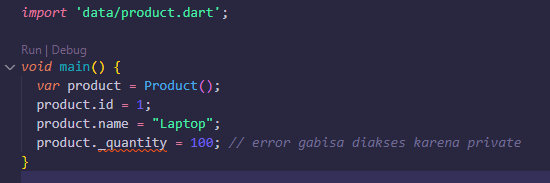 import 'data/product.dart';
Run | Debug
void main() {
var product = Product();
product.id = 1;
product.name = "Laptop";
product._quantity = 100; // error gabisa diakses karena private
}